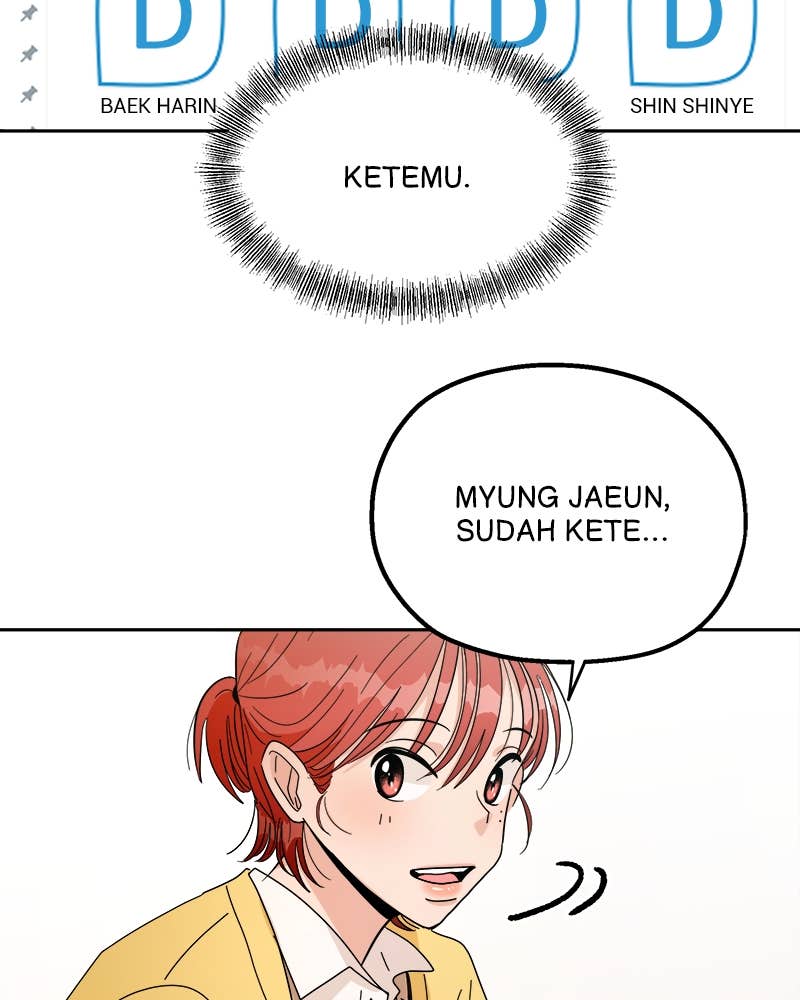 D D D D
BAEK HARIN
SHIN SHINYE
KETEMU.
MYUNG JAEUN,
SUDAH KETE...